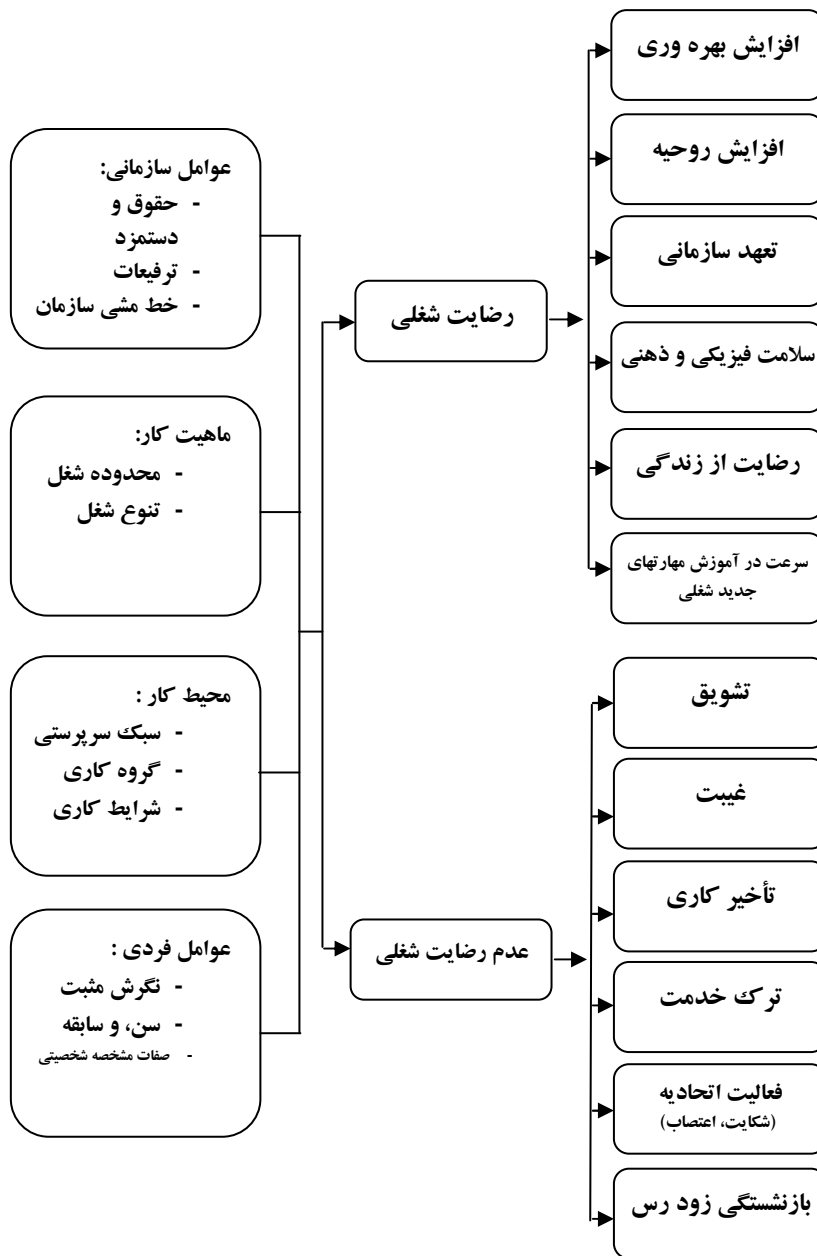 عوامل سازمانی:
- حقوق و
دستمزد
- ترفیعات
- خط مشی سازمان
ماهیت کار:
- محدوده شغل
- تنوع شغل
محیط کار :
- سبک سرپرستی
- گروه کاری
- شرایط کاری
عوامل فردی :
- نگرش مثبت
- سن، و سابقه
- صفات مشخصه شخصیتی
رضایت شغلی
عدم رضایت شغلی
افزایش بهره وری
افزایش روحیه
تعهد سازمانی
سلامت فیزیکی و ذهنی
رضایت از زندگی
سرعت در آموزش مهارتهای
جدید شغلی
تشویق
غیبت
تأخیر کاری
ترک خدمت
فعالیت اتحادیه
(شکایت، اعتصاب)
بازنشستگی زود رس